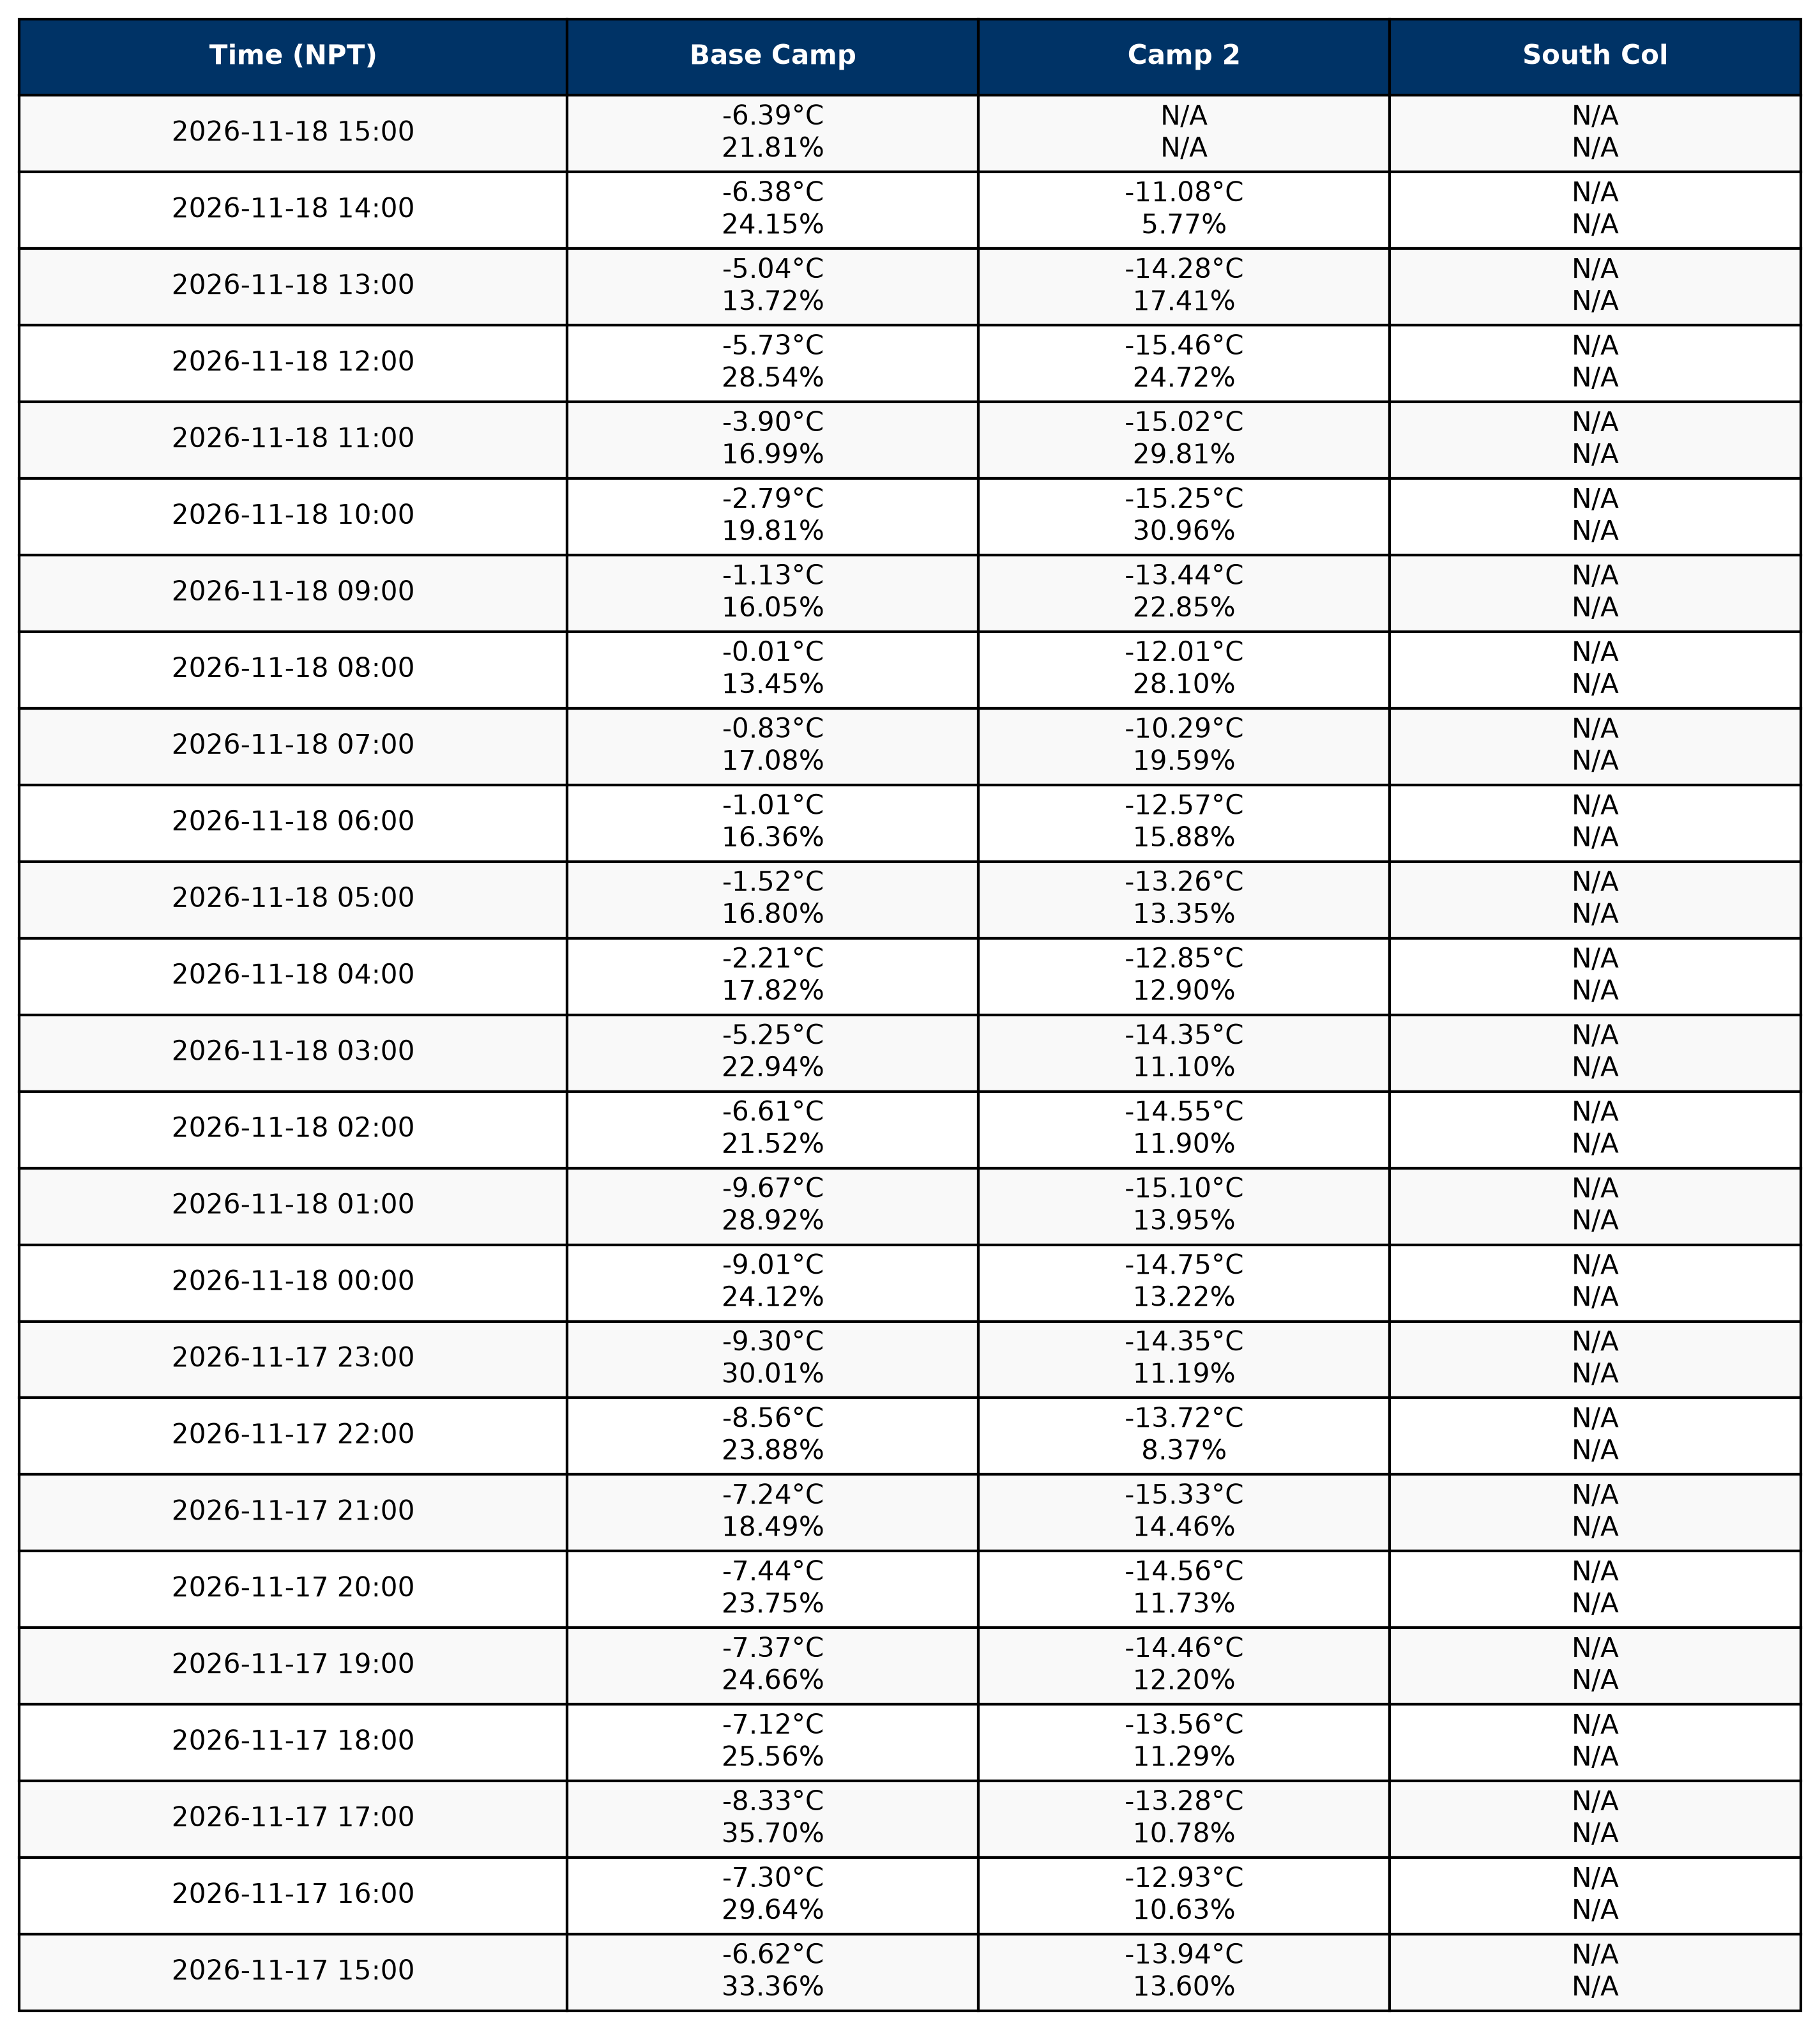 Time (NPT) Base Camp Camp 2 South Col
2026-11-18 15:00 -6.39°C N/A N/A
21.81% N/A N/A
2026-11-18 14:00 -6.38°C -11.08°C N/A
24.15% 5.77% N/A
2026-11-18 13:00 -5.04°C -14.28°C N/A
13.72% 17.41% N/A
2026-11-18 12:00 -5.73°C -15.46°C N/A
28.54% 24.72% N/A
2026-11-18 11:00 -3.90°C -15.02°C N/A
16.99% 29.81% N/A
2026-11-18 10:00 -2.79°C -15.25°C N/A
19.81% 30.96% N/A
2026-11-18 09:00 -1.13°C -13.44°C N/A
16.05% 22.85% N/A
2026-11-18 08:00 -0.01°C -12.01°C N/A
13.45% 28.10% N/A
2026-11-18 07:00 -0.83°C -10.29°C N/A
17.08% 19.59% N/A
2026-11-18 06:00 -1.01°C -12.57°C N/A
16.36% 15.88% N/A
2026-11-18 05:00 -1.52°C -13.26°C N/A
16.80% 13.35% N/A
2026-11-18 04:00 -2.21°C -12.85°C N/A
17.82% 12.90% N/A
2026-11-18 03:00 -5.25°C -14.35°C N/A
22.94% 11.10% N/A
2026-11-18 02:00 -6.61°C -14.55°C N/A
21.52% 11.90% N/A
2026-11-18 01:00 -9.67°C -15.10°C N/A
28.92% 13.95% N/A
2026-11-18 00:00 -9.01°C -14.75°C N/A
24.12% 13.22% N/A
2026-11-17 23:00 -9.30°C -14.35°C N/A
30.01% 11.19% N/A
2026-11-17 22:00 -8.56°C -13.72°C N/A
23.88% 8.37% N/A
2026-11-17 21:00 -7.24°C -15.33°C N/A
18.49% 14.46% N/A
2026-11-17 20:00 -7.44°C -14.56°C N/A
23.75% 11.73% N/A
2026-11-17 19:00 -7.37°C -14.46°C N/A
24.66% 12.20% N/A
2026-11-17 18:00 -7.12°C -13.56°C N/A
25.56% 11.29% N/A
2026-11-17 17:00 -8.33°C -13.28°C N/A
35.70% 10.78% N/A
2026-11-17 16:00 -7.30°C -12.93°C N/A
29.64% 10.63% N/A
2026-11-17 15:00 -6.62°C -13.94°C N/A
33.36% 13.60% N/A